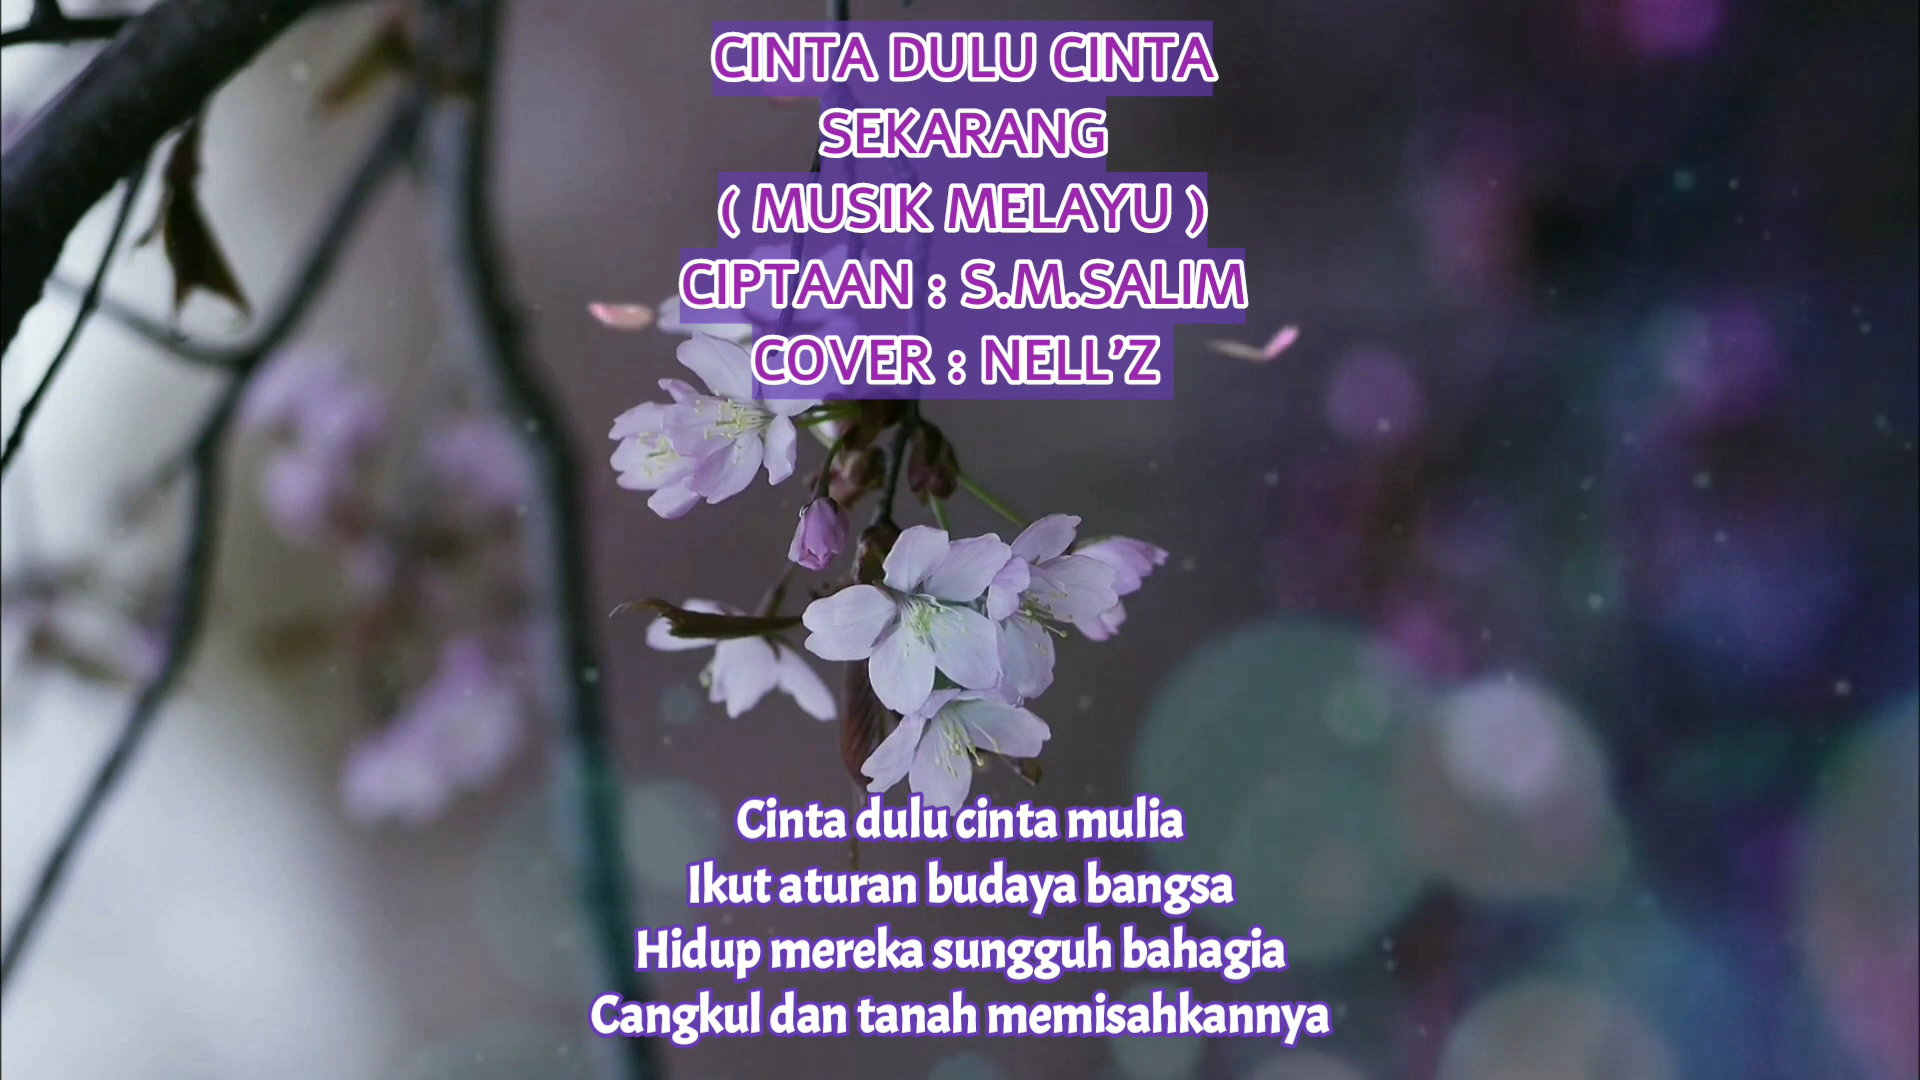 CINTA DULU CINTA
SEKARANG
( MUSIK MELAYU )
CIPTAAN : S.M.SALIM
COVER : NELL’Z
Cinta dulu cinta mulia
Ikut aturan budaya bangsa
Hidup mereka sungguh bahagia
Cangkul dan tanah memisahkannya